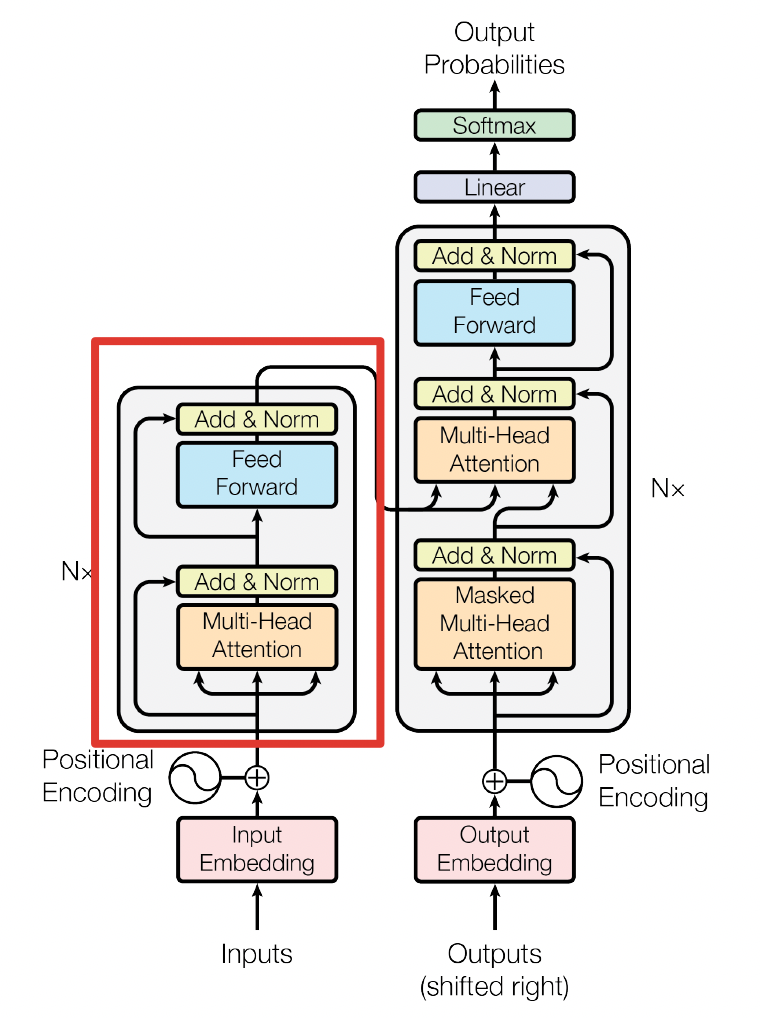 Output
Probabilities
Softmax
Linear
Add & Norm
Feed
Forward
Add & Norm
Multi-Head
Attention
Nx
Add & Norm
Masked
Multi-Head
Attention
Add & Norm
Feed
Forward
Nx
Add & Norm
Multi-Head
Attention
Positional
Encoding
Positional
Encoding
Input
Embedding
Output
Embedding
Inputs
Outputs
(shifted right)